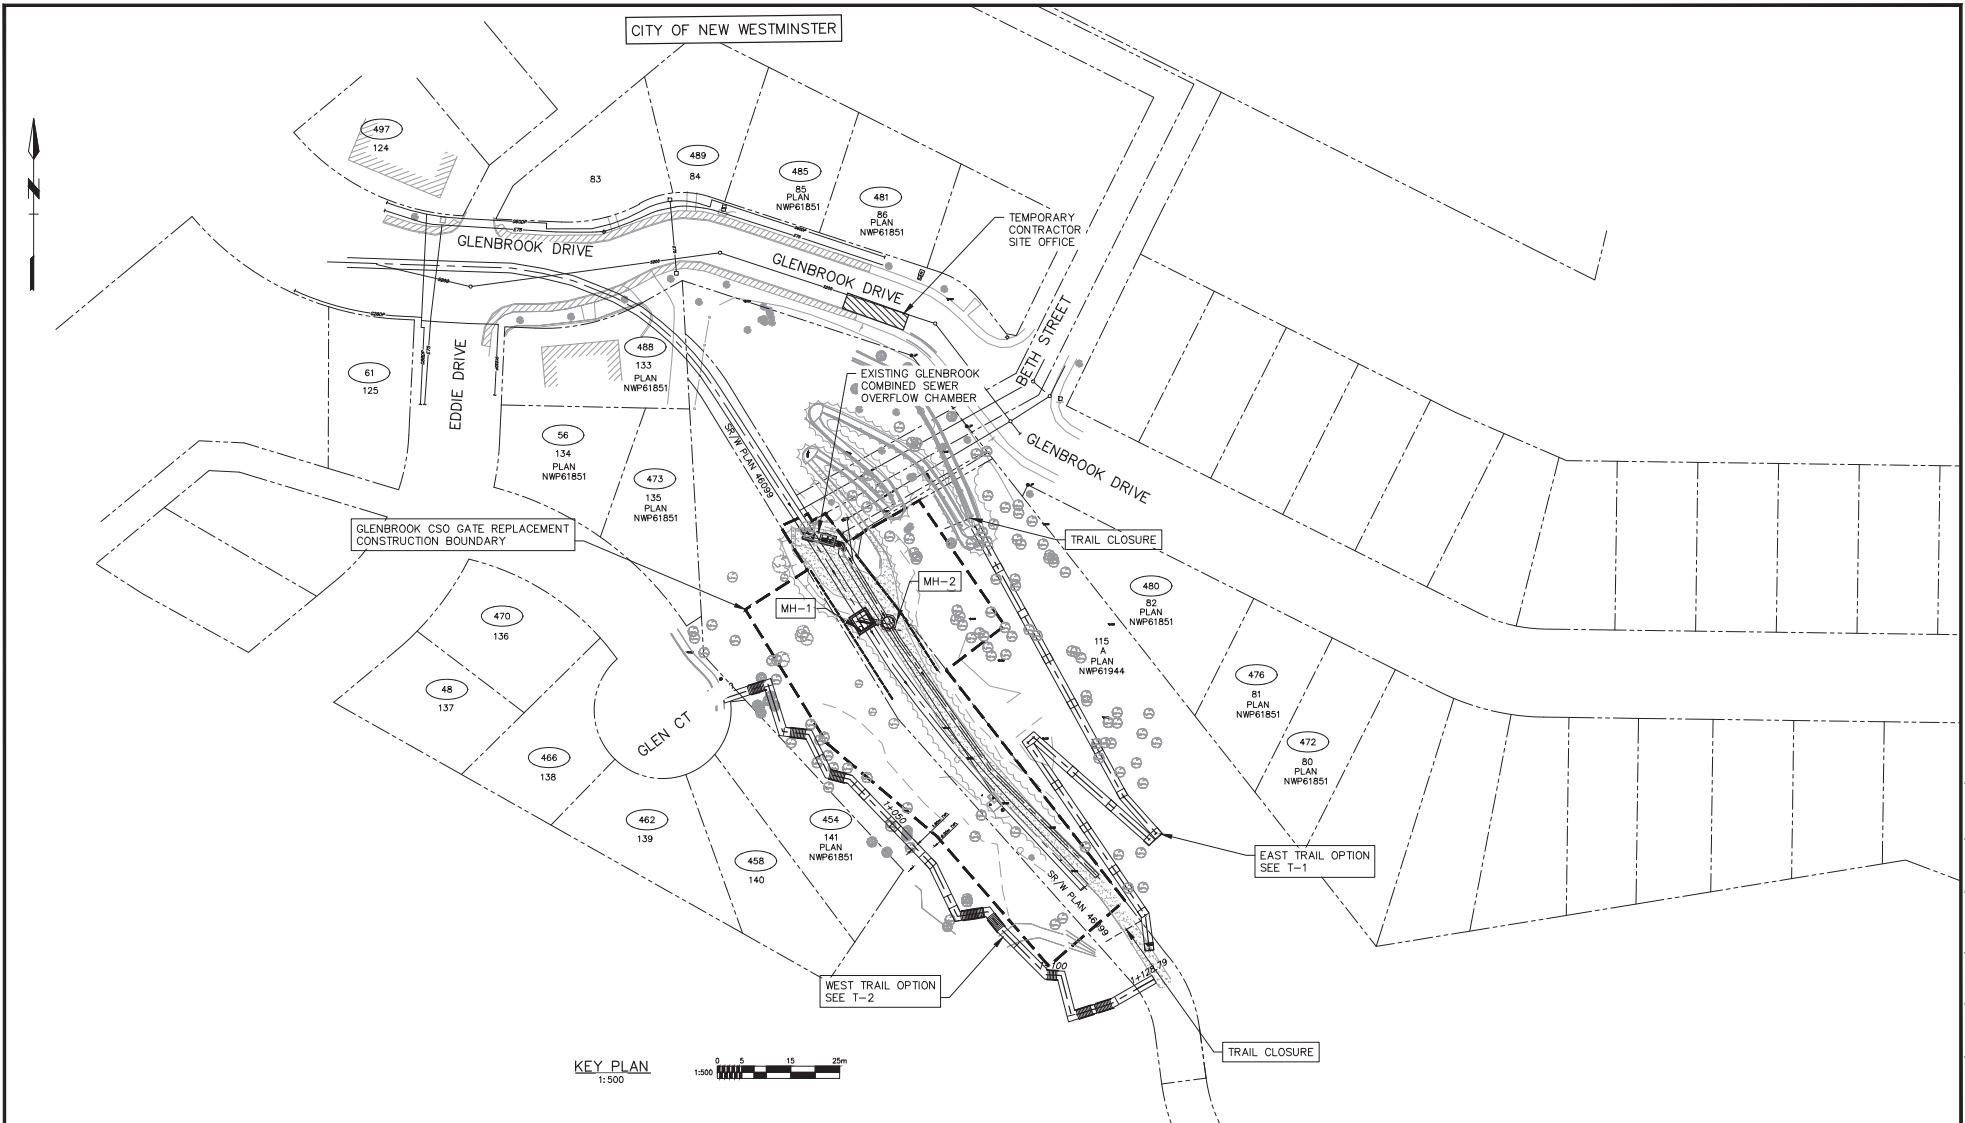 CITY OF NEW WESTMINSTER
497
124
83
489
84
485
85
PLAN
NWP61851
481
86
PLAN
NWP61851
TEMPORARY
CONTRACTOR
SITE OFFICE
N
GLENBROOK DRIVE
GLENBROOK DRIVE
BETH STREET
EDDIE DRIVE
61
125
488
133
PLAN
NWP61851
EXISTING GLENBROOK
COMBINED SEWER
OVERFLOW CHAMBER
56
134
PLAN
NWP61851
473
135
PLAN
NWP61851
SR/W PLAN 46099
GLENBROOK DRIVE
GLENBROOK CSO GATE REPLACEMENT
CONSTRUCTION BOUNDARY
TRAIL CLOSURE
MH-2
MH-1
480
82
PLAN
NWP61851
115
A
PLAN
NWP61944
470
136
48
137
GLEN CT
476
81
PLAN
NWP61851
472
80
PLAN
NWP61851
466
138
462
139
458
140
454
141
PLAN
NWP61851
1+050
EAST TRAIL OPTION
SEE T-1
SR/W PLAN 46099
WEST TRAIL OPTION
SEE T-2
100
1+128.79
TRAIL CLOSURE
KEY PLAN
1:500
1:500
0 5 15 25m